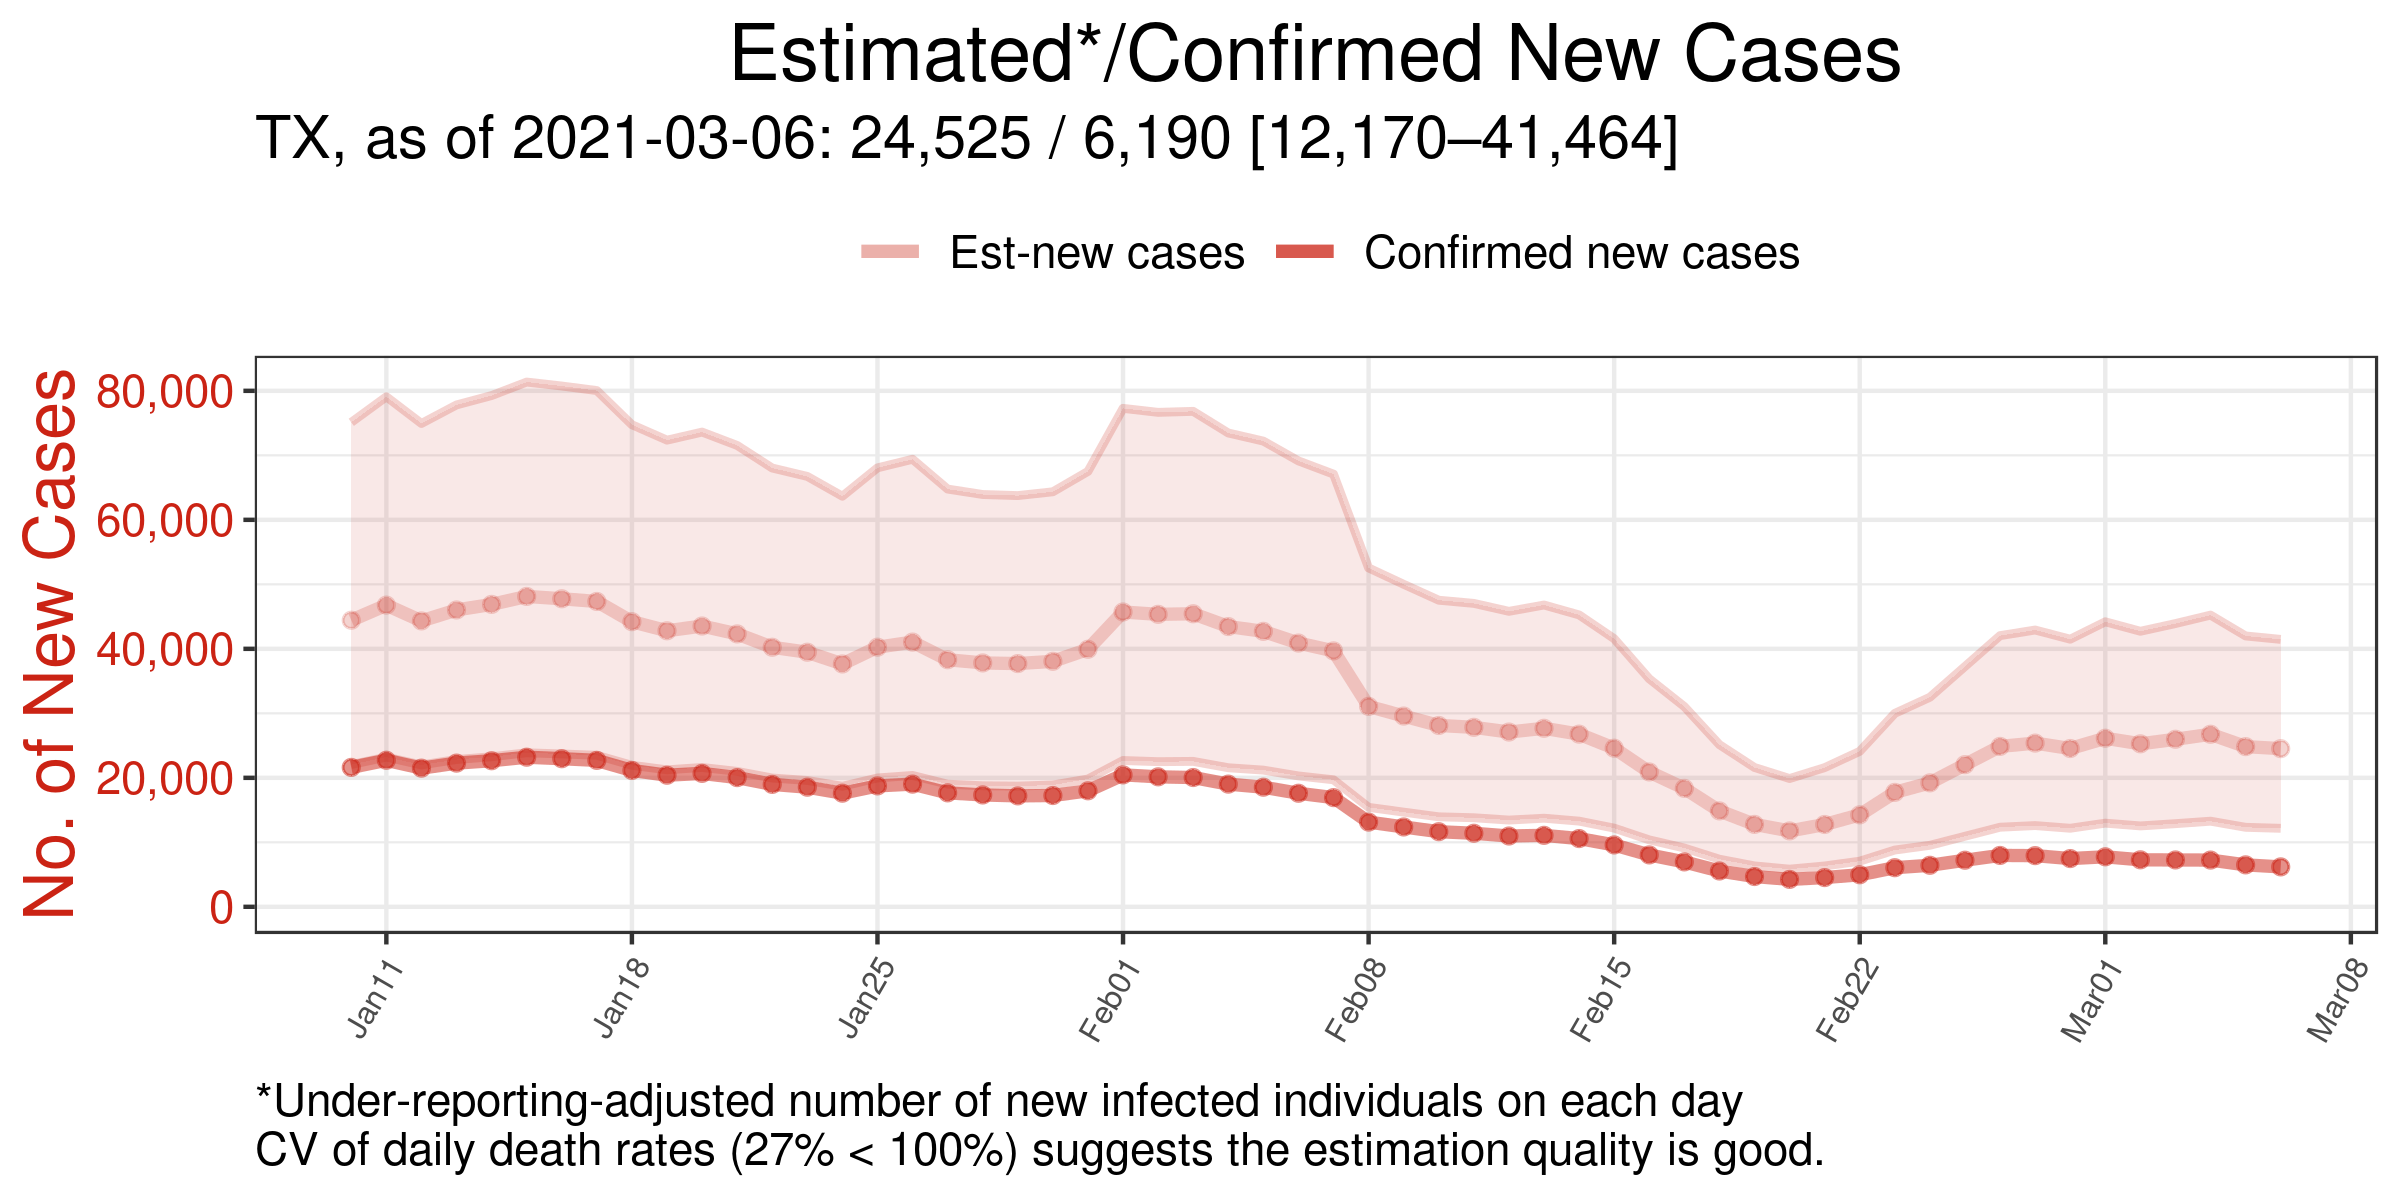 Estimated*/Confirmed New Cases
TX, as of 2021-03-06: 24,525 / 6,190 [12,170–41,464]
Est-new cases Confirmed new cases
No. of New Cases
80,000
60,000
40,000
20,000
0
Jan11 Jan18 Jan25 Feb01 Feb08 Feb15 Feb22 Mar01 Mar08
*Under-reporting-adjusted number of new infected individuals on each day
CV of daily death rates (27% < 100%) suggests the estimation quality is good.